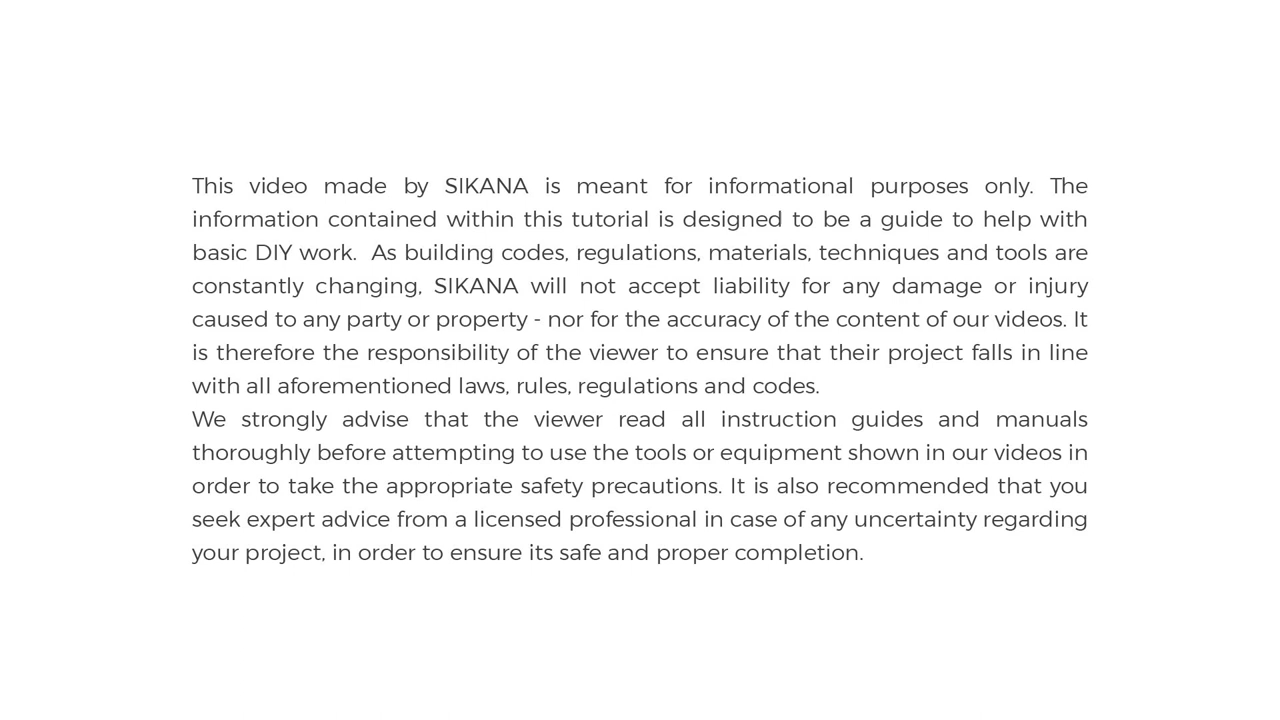 This video made by SIKANA is meant for informational purposes only. The
information contained within this tutorial is designed to be a guide to help with
basic DIY work.  As building codes, regulations, materials, techniques and tools are
constantly changing, SIKANA will not accept liability for any damage or injury
caused to any party or property - nor for the accuracy of the content of our videos. It
is therefore the responsibility of the viewer to ensure that their project falls in line
with all aforementioned laws, rules, regulations and codes.
We strongly advise that the viewer read all instruction guides and manuals
thoroughly before attempting to use the tools or equipment shown in our videos in
order to take the appropriate safety precautions. It is also recommended that you
seek expert advice from a licensed professional in case of any uncertainty regarding
your project, in order to ensure its safe and proper completion.